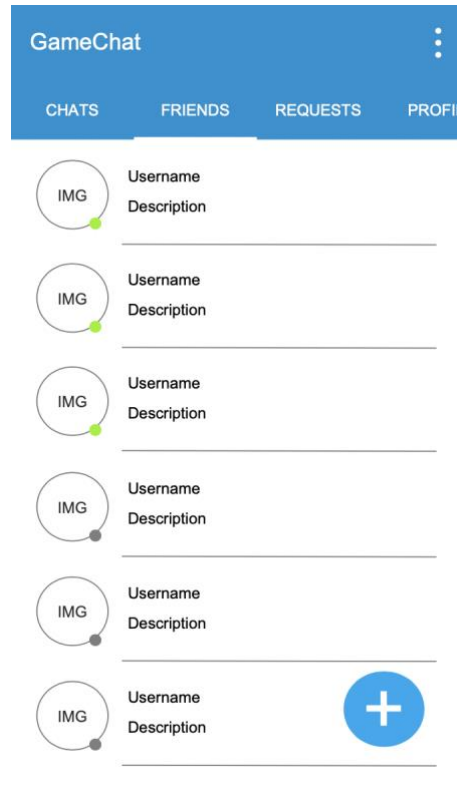 GameChat
CHATS FRIENDS REQUESTS PROFI
IMG
Username
Description
IMG
Username
Description
IMG
Username
Description
IMG
Username
Description
IMG
Username
Description
IMG
Username
Description